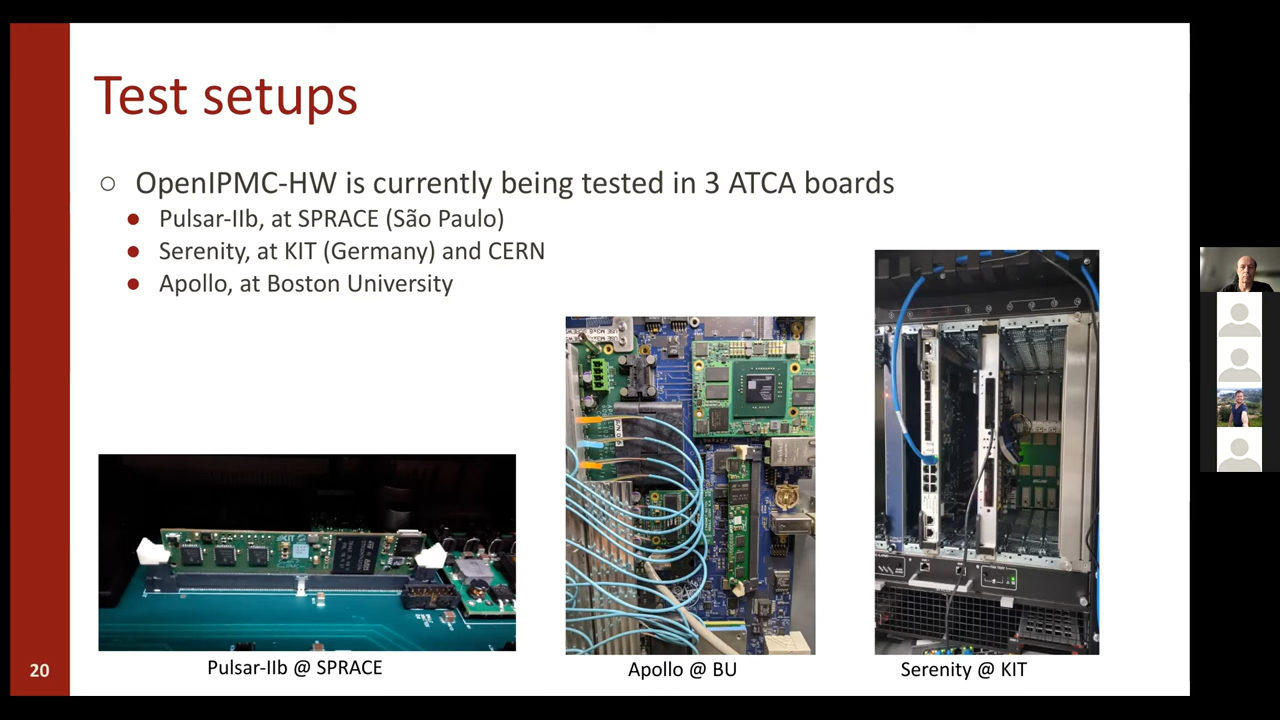 Test setups
○ OpenIPMC-HW is currently being tested in 3 ATCA boards
● Pulsar-IIb, at SPRACE (São Paulo)
● Serenity, at KIT (Germany) and CERN
● Apollo, at Boston University
KIT
Pulsar-IIb @ SPRACE
Apollo @ BU
Serenity @ KIT
20